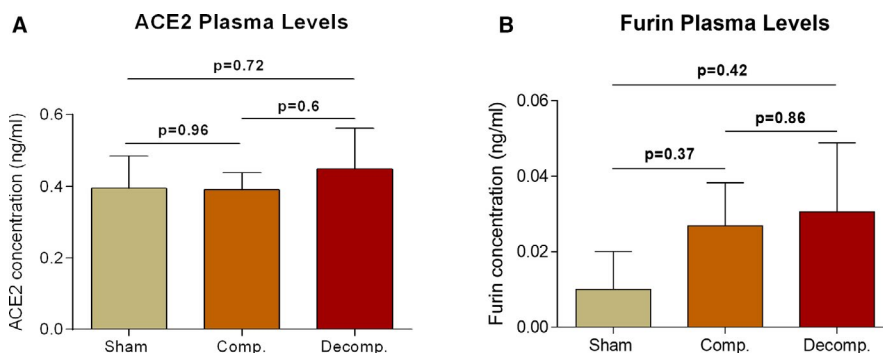 A
ACE2 Plasma Levels
p=0.72
p=0.6
p=0.96
ACE2 concentration (ng/ml)
0.6
0.4
0.2
0.0
Sham
Comp.
Decomp.
B
Furin Plasma Levels
p=0.42
p=0.86
p=0.37
Furin concentration (ng/ml)
0.06
0.04
0.02
0.00
Sham
Comp.
Decomp.